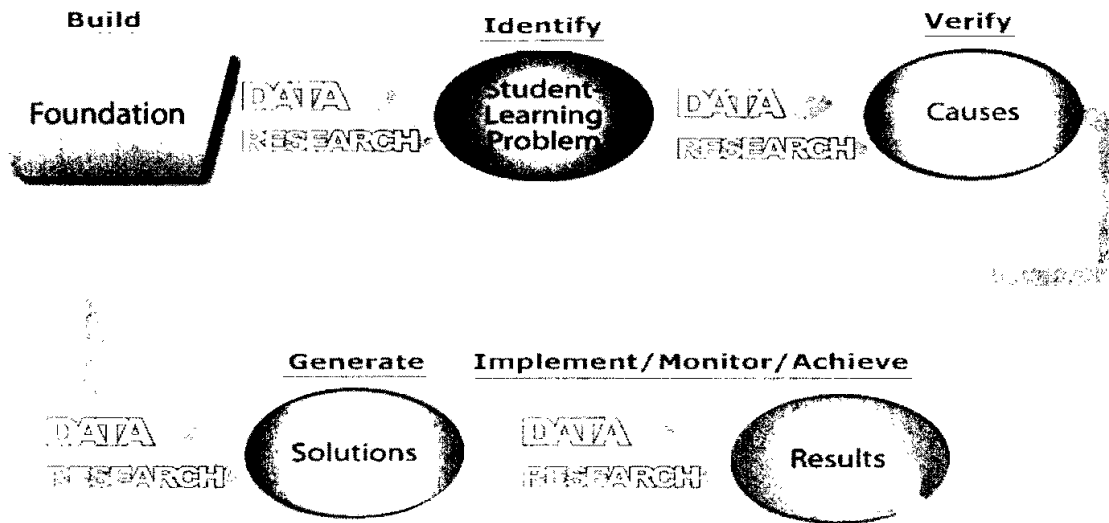 Build
Identify
Verify
Foundation
DATA
RESEARCH
Student-
Learning
Problem
DATA
RESEARCH
Causes
Generate
Implement/Monitor/Achieve
DATA
RESEARCH
Solutions
DATA
RESEARCH
Results